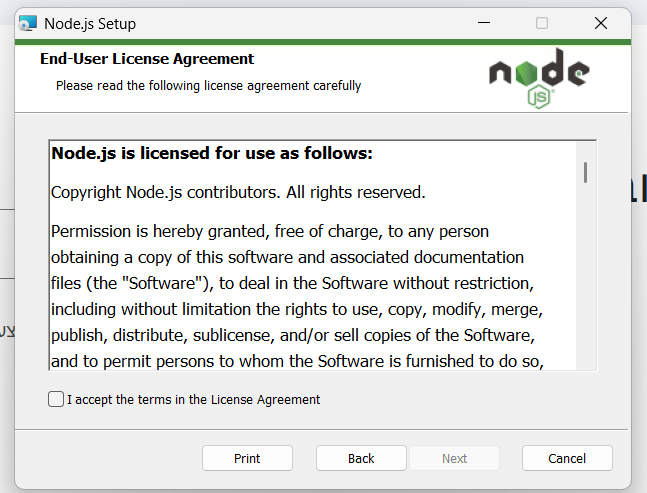 Node.js Setup
End-User License Agreement
Please read the following license agreement carefully
node
JS
Node.js is licensed for use as follows:
Copyright Node.js contributors. All rights reserved.
Permission is hereby granted, free of charge, to any person
obtaining a copy of this software and associated documentation
files (the "Software"), to deal in the Software without restriction,
including without limitation the rights to use, copy, modify, merge,
publish, distribute, sublicense, and/or sell copies of the Software,
and to permit persons to whom the Software is furnished to do so,
I accept the terms in the License Agreement
Print
Back
Next
Cancel